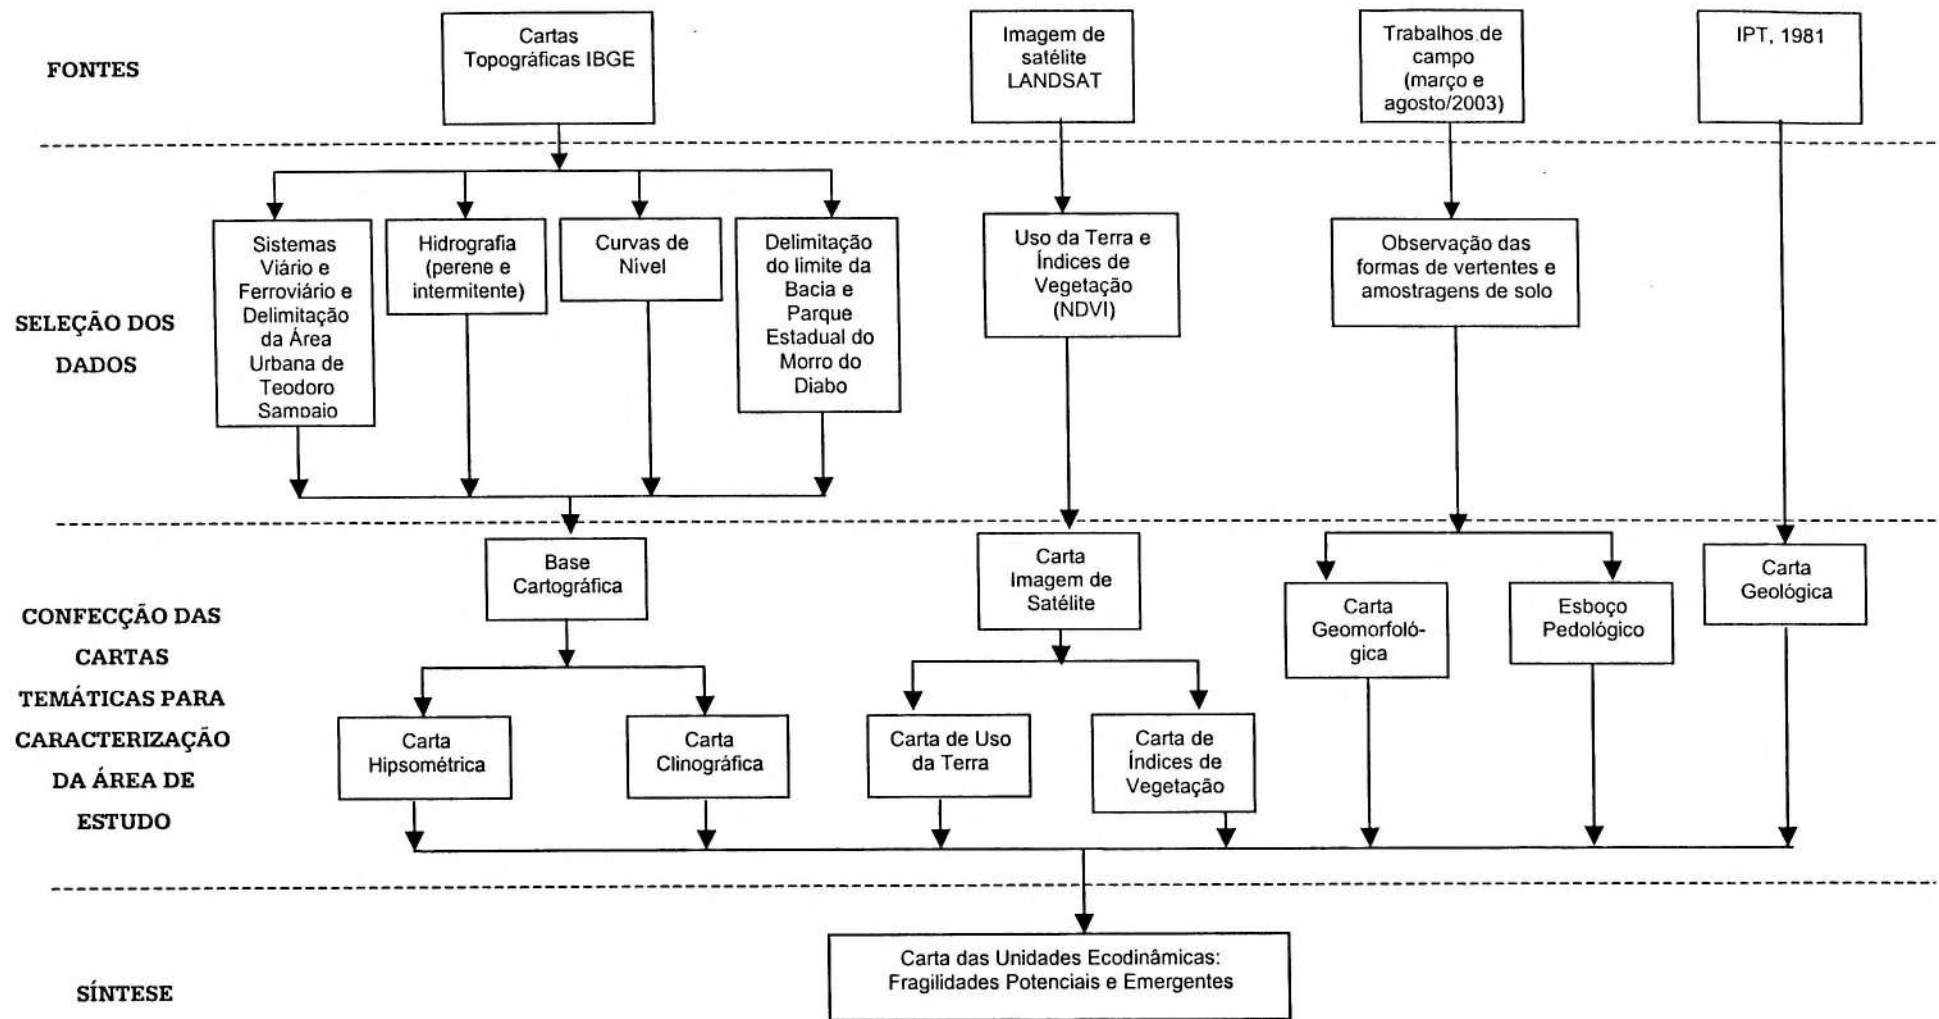 FONTES
Cartas
Topográficas IBGE
Imagem de
satélite
LANDSAT
Trabalhos de
campo
(março e
agosto/2003)
IPT, 1981
SELEÇÃO DOS
DADOS
Sistemas
Viário e
Ferroviário e
Delimitação
da Área
Urbana de
Teodoro
Sampaio
Hidrografia
(perene e
intermitente)
Curvas de
Nível
Delimitação
do limite da
Bacia e
Parque
Estadual do
Morro do
Diabo
Uso da Terra e
Índices de
Vegetação
(NDVI)
Observação das
formas de vertentes e
amostragens de solo
CONFECÇÃO DAS
CARTAS
TEMÁTICAS PARA
CARACTERIZAÇÃO
DA ÁREA DE
ESTUDO
Base
Cartográfica
Carta
Imagem de
Satélite
Carta
Geomorfoló-
gica
Esboço
Pedológico
Carta
Geológica
Carta
Hipsométrica
Carta
Clinográfica
Carta de Uso
da Terra
Carta de
Índices de
Vegetação
SÍNTESE
Carta das Unidades Ecodinâmicas:
Fragilidades Potenciais e Emergentes